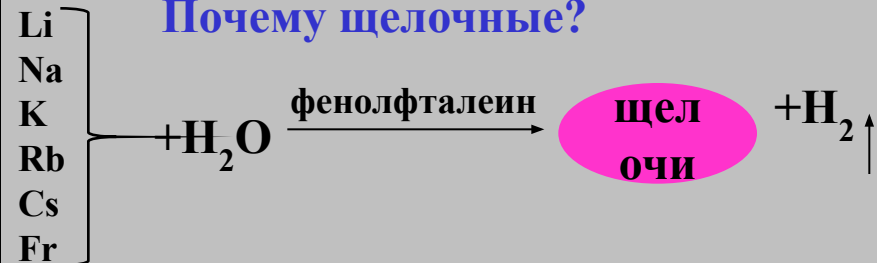 Почему щелочные?
Li
Na
K
Rb
Cs
Fr
+H₂O
фенолфталеин
щел
очи
+H₂↑